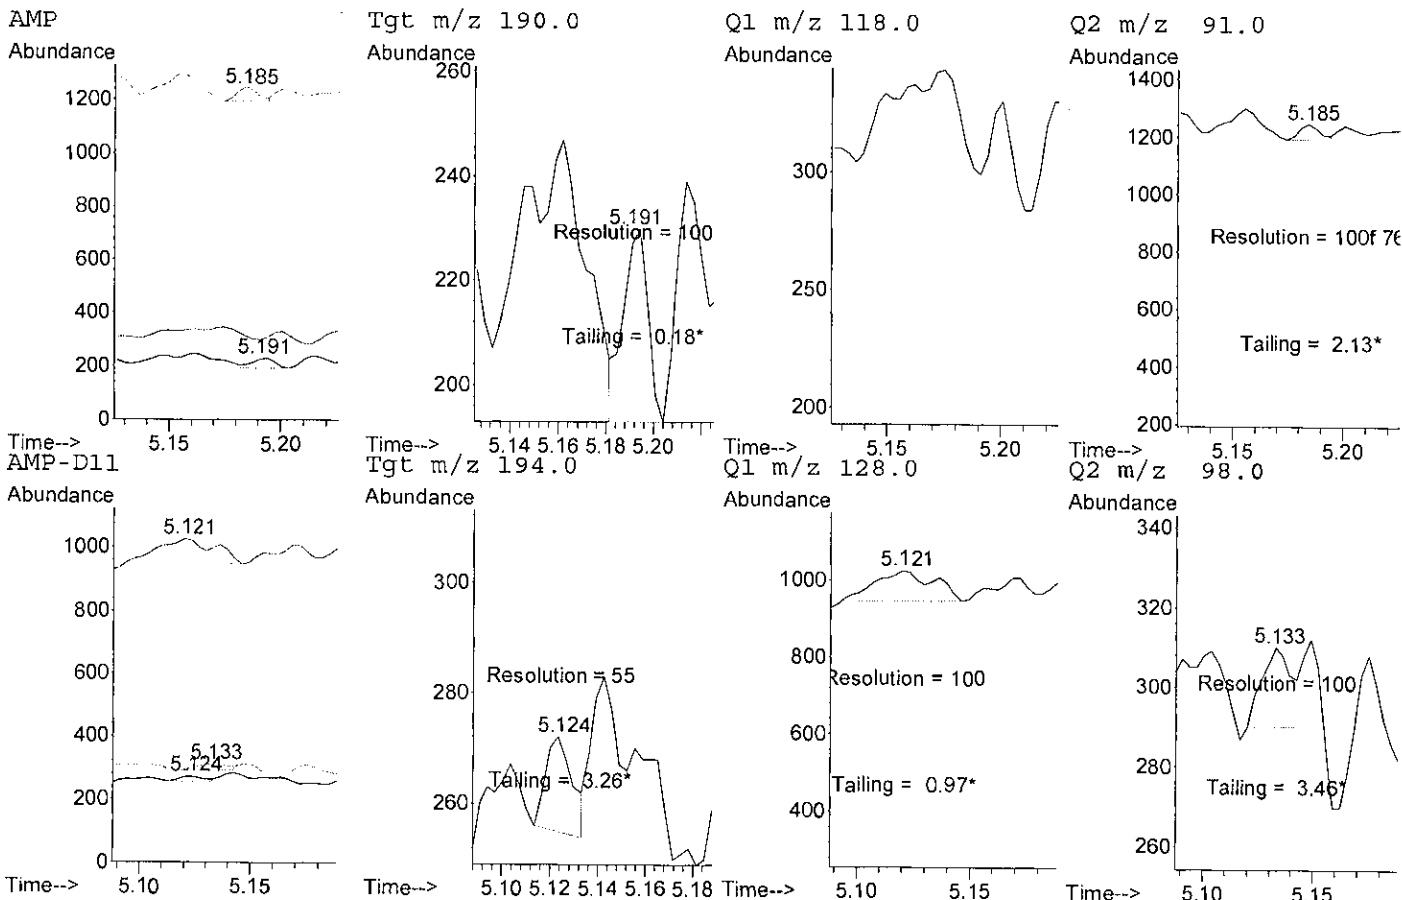 AMP
Abundance
5.185
1200
1000
800
600
400
5.191
200
0
Time--> 5.15 5.20
Tgt m/z 190.0
Abundance
260
240
5.191
Resolution = 100
220
Tailing = 0.18*
200
Time--> 5.14 5.16 5.18 5.20
Q1 m/z 118.0
Abundance
300
250
200
Time--> 5.15 5.20
Q2 m/z 91.0
Abundance
1400
5.185
1200
1000
Resolution = 100f 76
800
600
Tailing = 2.13*
400
200
Time--> 5.15 5.20
AMP-D11
Abundance
5.121
1000
800
600
400
5.133
5.124
200
0
Time--> 5.10 5.15
Tgt m/z 194.0
Abundance
300
Resolution = 55
280
5.124
Tailing = 3.26*
260
Time--> 5.10 5.12 5.14 5.16 5.18
Q1 m/z 128.0
Abundance
5.121
1000
800
Resolution = 100
600
Tailing = 0.97*
400
Time--> 5.10 5.15
Q2 m/z 98.0
Abundance
340
320
5.133
300
Resolution = 100
280
Tailing = 3.46*
260
Time--> 5.10 5.15